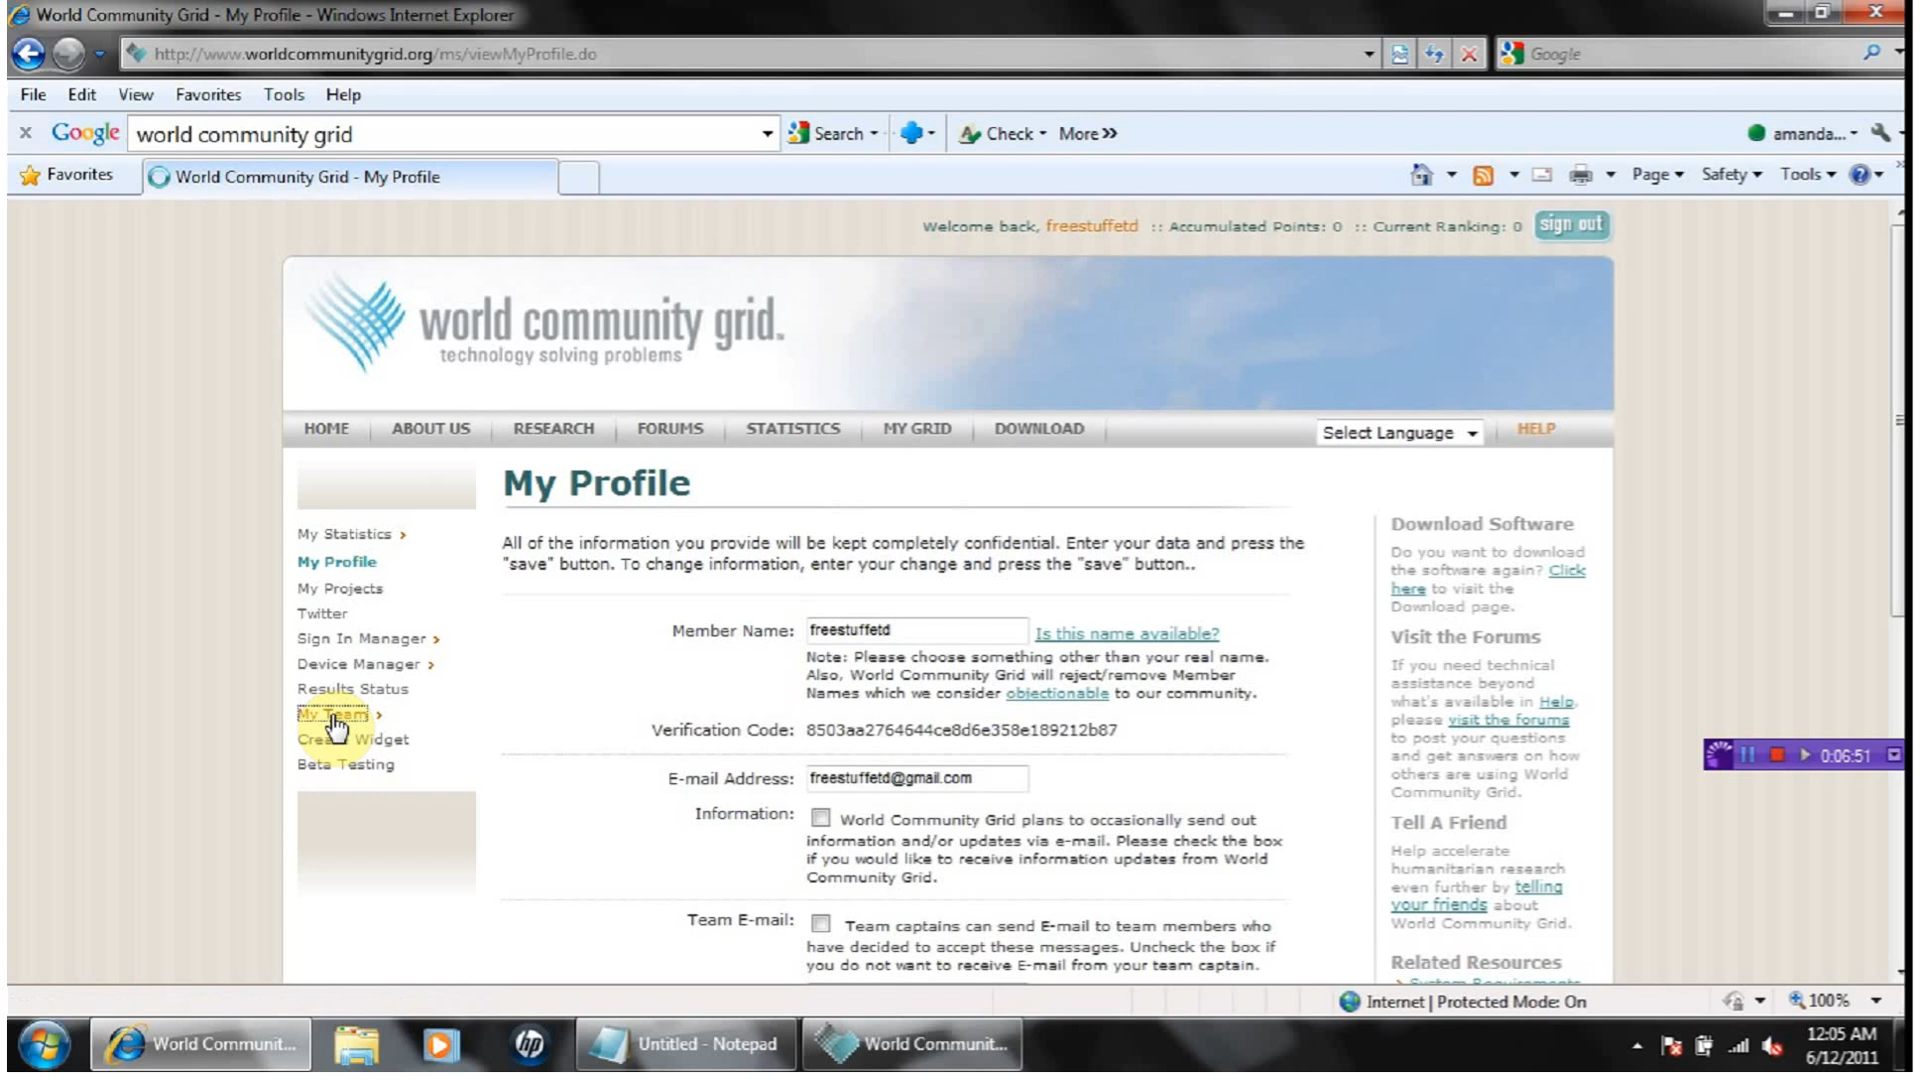 World Community Grid - My Profile - Windows Internet Explorer
http://www.worldcommunitygrid.org/ms/viewMyProfile.do
Google
File Edit View Favorites Tools Help
x Google world community grid Search Check More amanda...
Favorites World Community Grid - My Profile Page Safety Tools
Welcome back, freestuffetd :: Accumulated Points: 0 :: Current Ranking: 0 sign out
world community grid.
technology solving problems
HOME ABOUT US RESEARCH FORUMS STATISTICS MY GRID DOWNLOAD Select Language HELP
My Statistics
My Profile
My Projects
Twitter
Sign In Manager
Device Manager
Results Status
My Team
Widget
Beta Testing
My Profile
All of the information you provide will be kept completely confidential. Enter your data and press the
"save" button. To change information, enter your change and press the "save" button..
Member Name: freestuffetd Is this name available?
Note: Please choose something other than your real name.
Also, World Community Grid will reject/remove Member
Names which we consider objectionable to our community.
Verification Code: 8503aa2764644ce8d6e358e189212b87
E-mail Address: freestuffetd@gmail.com
Information: World Community Grid plans to occasionally send out
information and/or updates via e-mail. Please check the box
if you would like to receive information updates from World
Community Grid.
Team E-mail: Team captains can send E-mail to team members who
have decided to accept these messages. Uncheck the box if
you do not want to receive E-mail from your team captain.
Download Software
Do you want to download
the software again? Click
here to visit the
Download page.
Visit the Forums
If you need technical
assistance beyond
what's available in Help,
please visit the forums
to post your questions
and get answers on how
others are using World
Community Grid.
Tell A Friend
Help accelerate
humanitarian research
even further by telling
your friends about
World Community Grid.
Related Resources
System Requirements
0:06:51
Internet | Protected Mode: On 100%
World Communit... hp Untitled - Notepad World Communit...
12:05 AM
6/12/2011